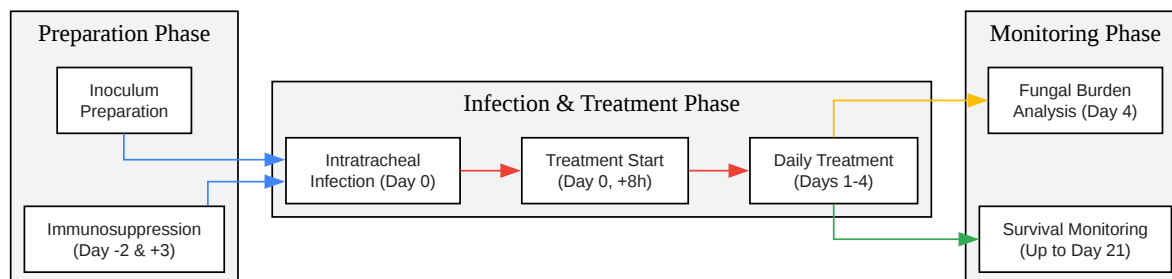 Preparation Phase
Inoculum
Preparation
Immunosuppression
(Day -2 & +3)
Infection & Treatment Phase
Intratracheal
Infection (Day 0)
Treatment Start
(Day 0, +8h)
Daily Treatment
(Days 1-4)
Monitoring Phase
Fungal Burden
Analysis (Day 4)
Survival Monitoring
(Up to Day 21)